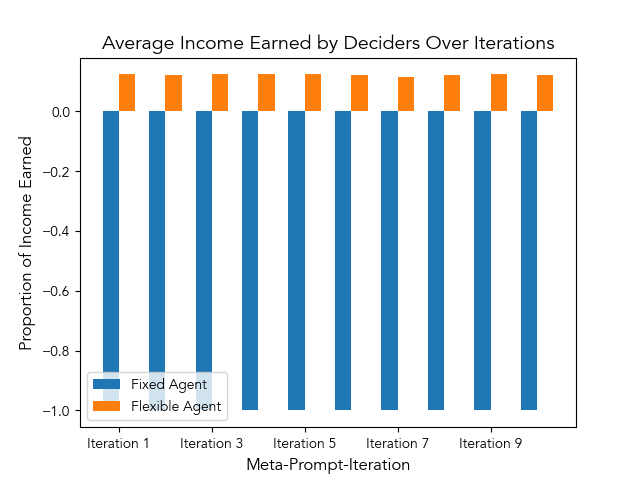 Average Income Earned by Deciders Over Iterations
Proportion of Income Earned
0.0
−0.2
−0.4
−0.6
−0.8
−1.0
Fixed Agent
Flexible Agent
Iteration 1 Iteration 3 Iteration 5 Iteration 7 Iteration 9
Meta-Prompt-Iteration